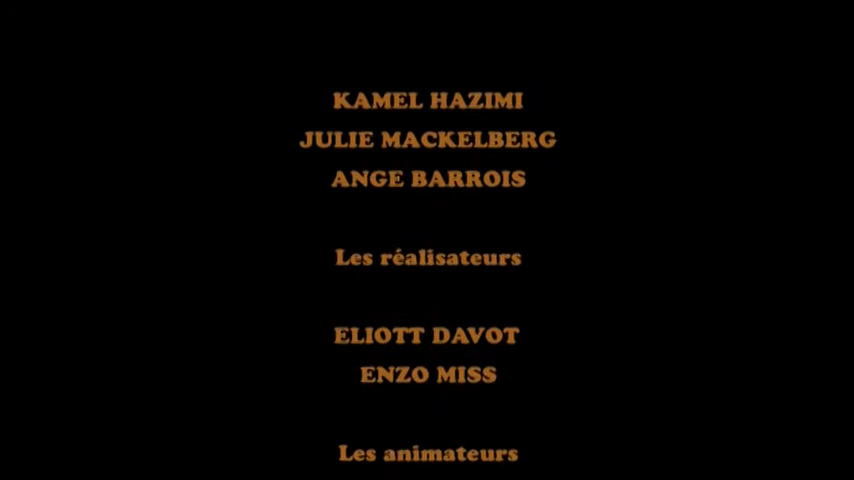 KAMEL HAZIMI
JULIE MACKELBERG
ANGE BARROIS
Les réalisateurs
ELIOTT DAVOT
ENZO MISS
Les animateurs